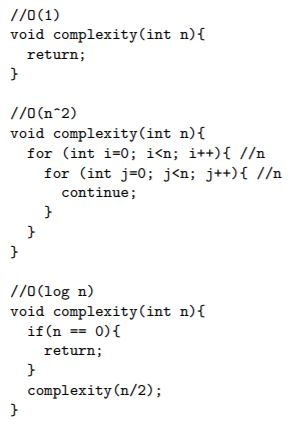 //O(1)
void complexity(int n){
  return;
}

//O(n^2)
void complexity(int n){
  for (int i=0; i<n; i++){ //n
    for (int j=0; j<n; j++){ //n
      continue;
    }
  }
}

//O(log n)
void complexity(int n){
  if(n == 0){
    return;
  }
  complexity(n/2);
}